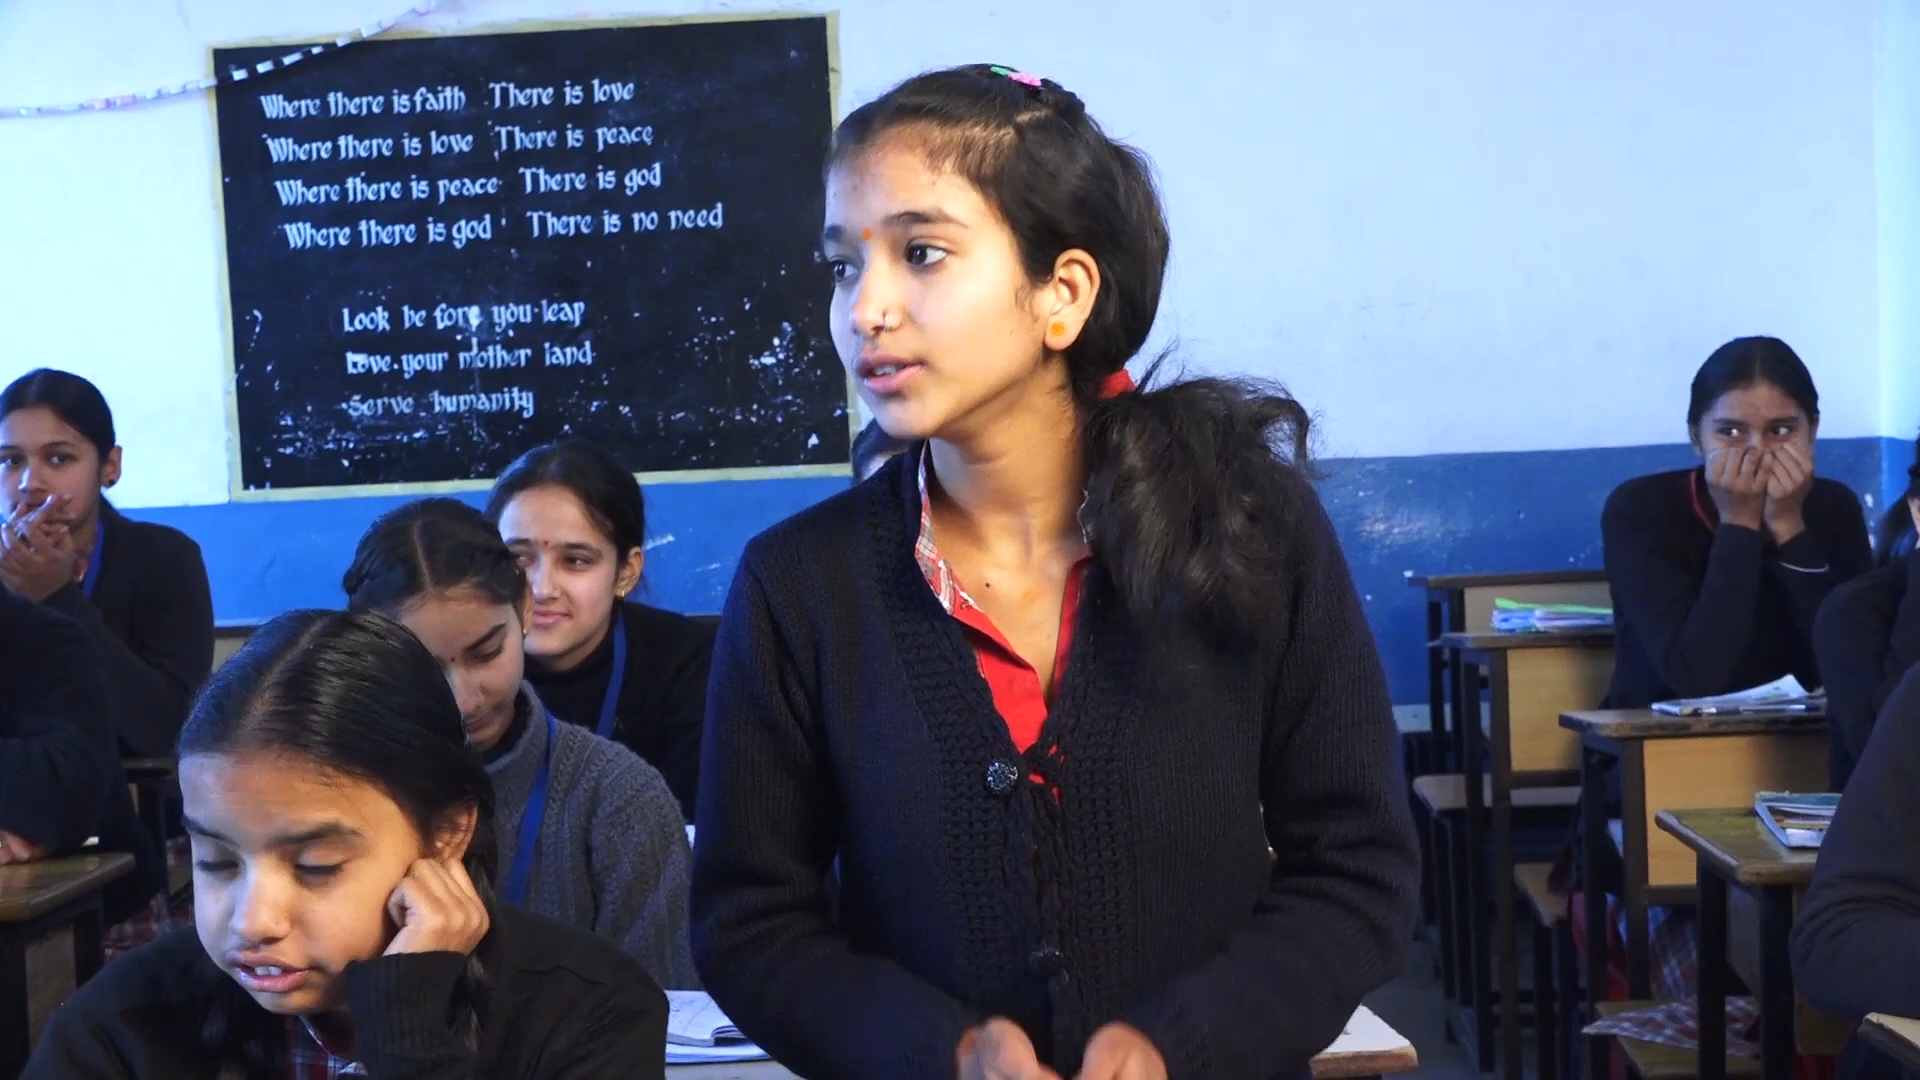 Where there is faith There is love
Where there is love There is peace
Where there is peace There is god
Where there is god There is no need
Look be fore you leap
Love your mother land
Serve humanity